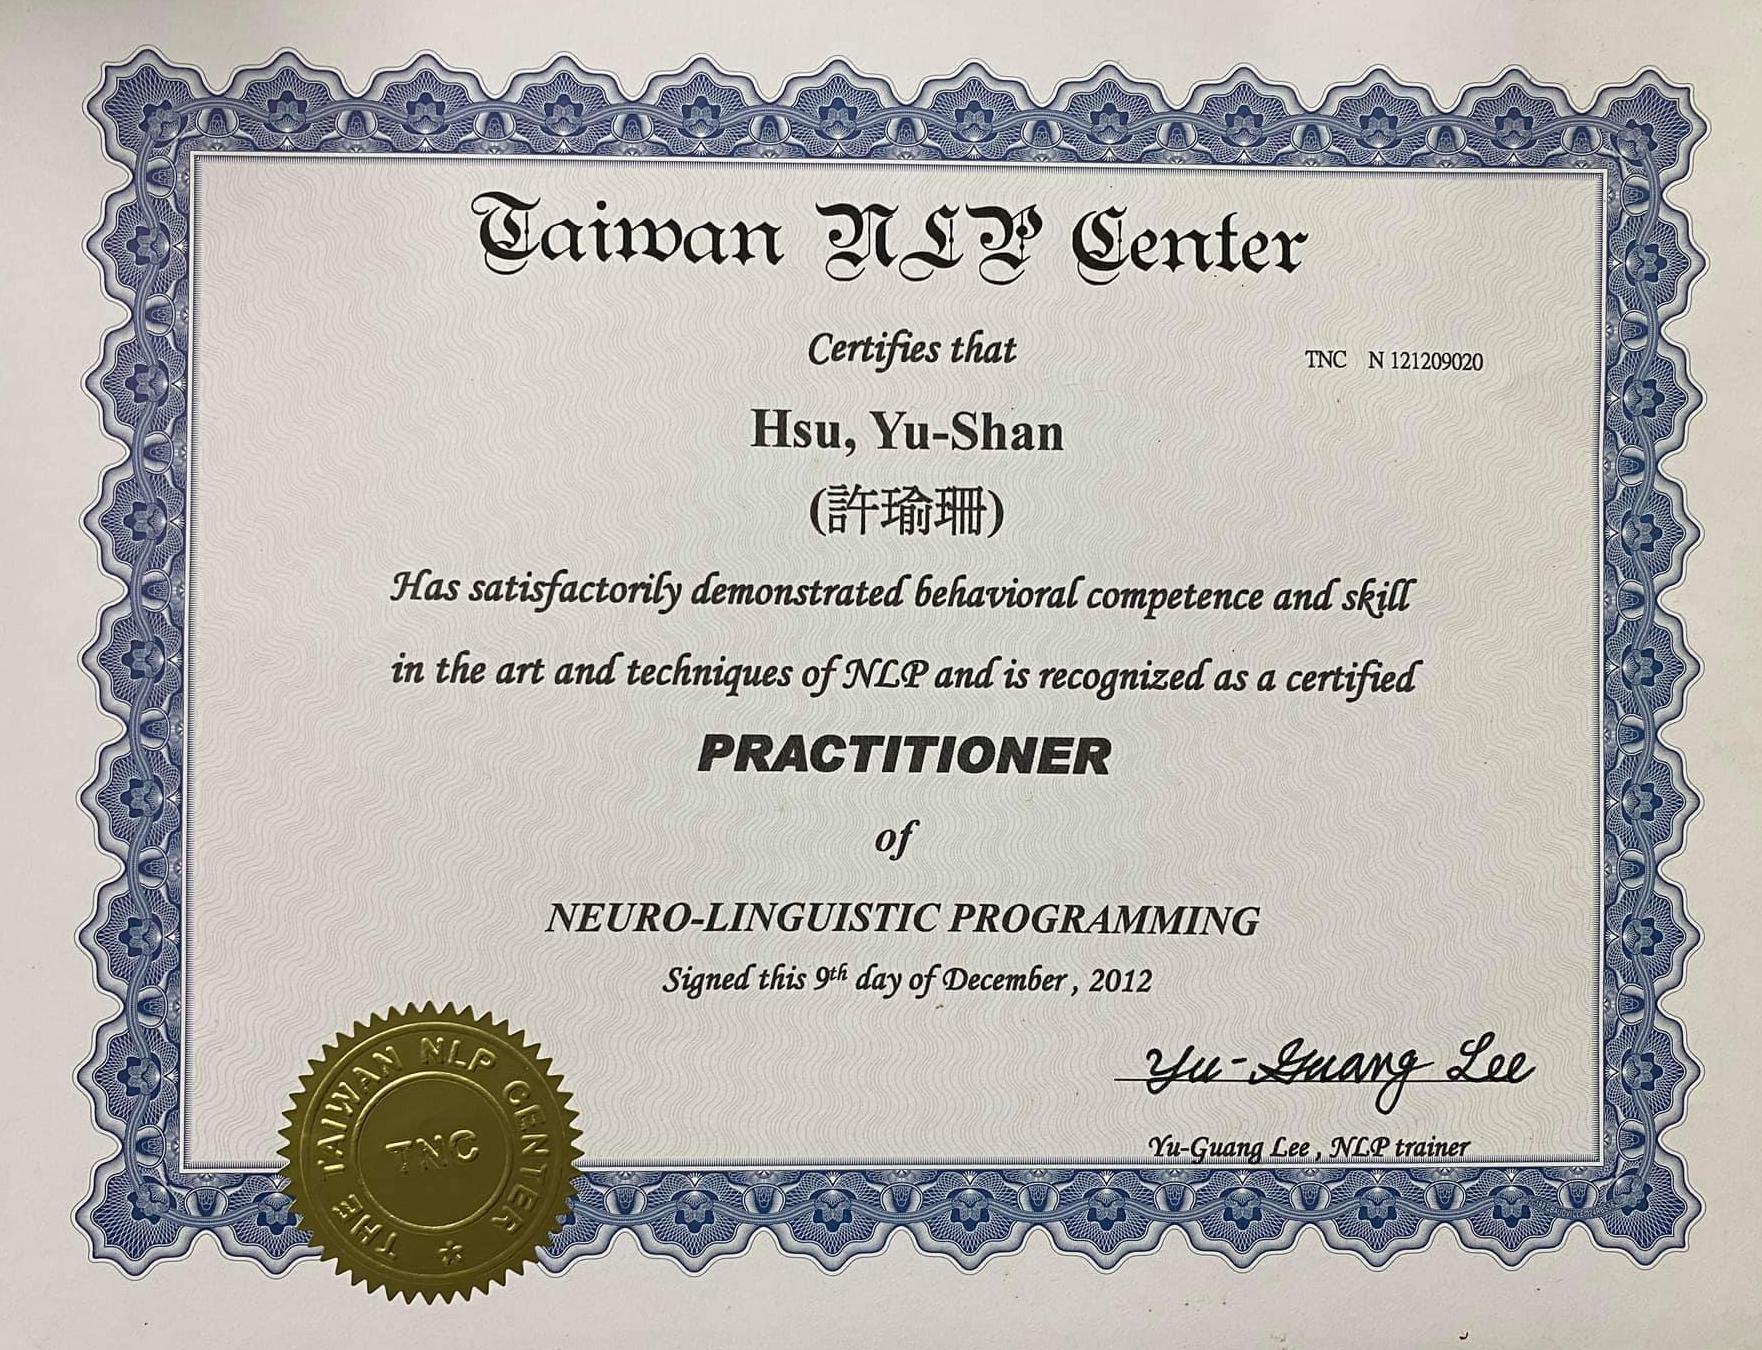 Taiwan NLP Center
Certifies that
TNC N 121209020
Hsu, Yu-Shan
(許瑜珊)
Has satisfactorily demonstrated behavioral competence and skill
in the art and techniques of NLP and is recognized as a certified
PRACTITIONER
of
NEURO-LINGUISTIC PROGRAMMING
Signed this 9th day of December , 2012
Yu-Guang Lee
Yu-Guang Lee , NLP trainer
THE TAIWAN NLP CENTER
TNC